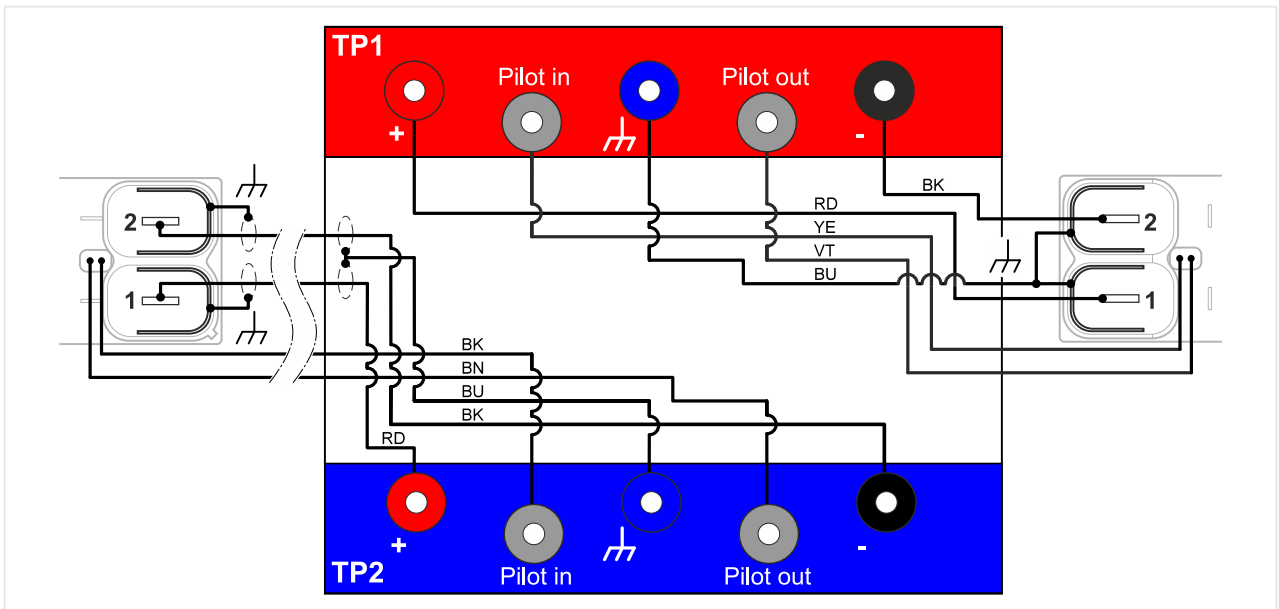 TP1
Pilot in
Pilot out
+
-
BK
RD
2
2
YE
VT
BU
1
1
BK
BN
BU
BK
RD
+
-
TP2
Pilot in
Pilot out